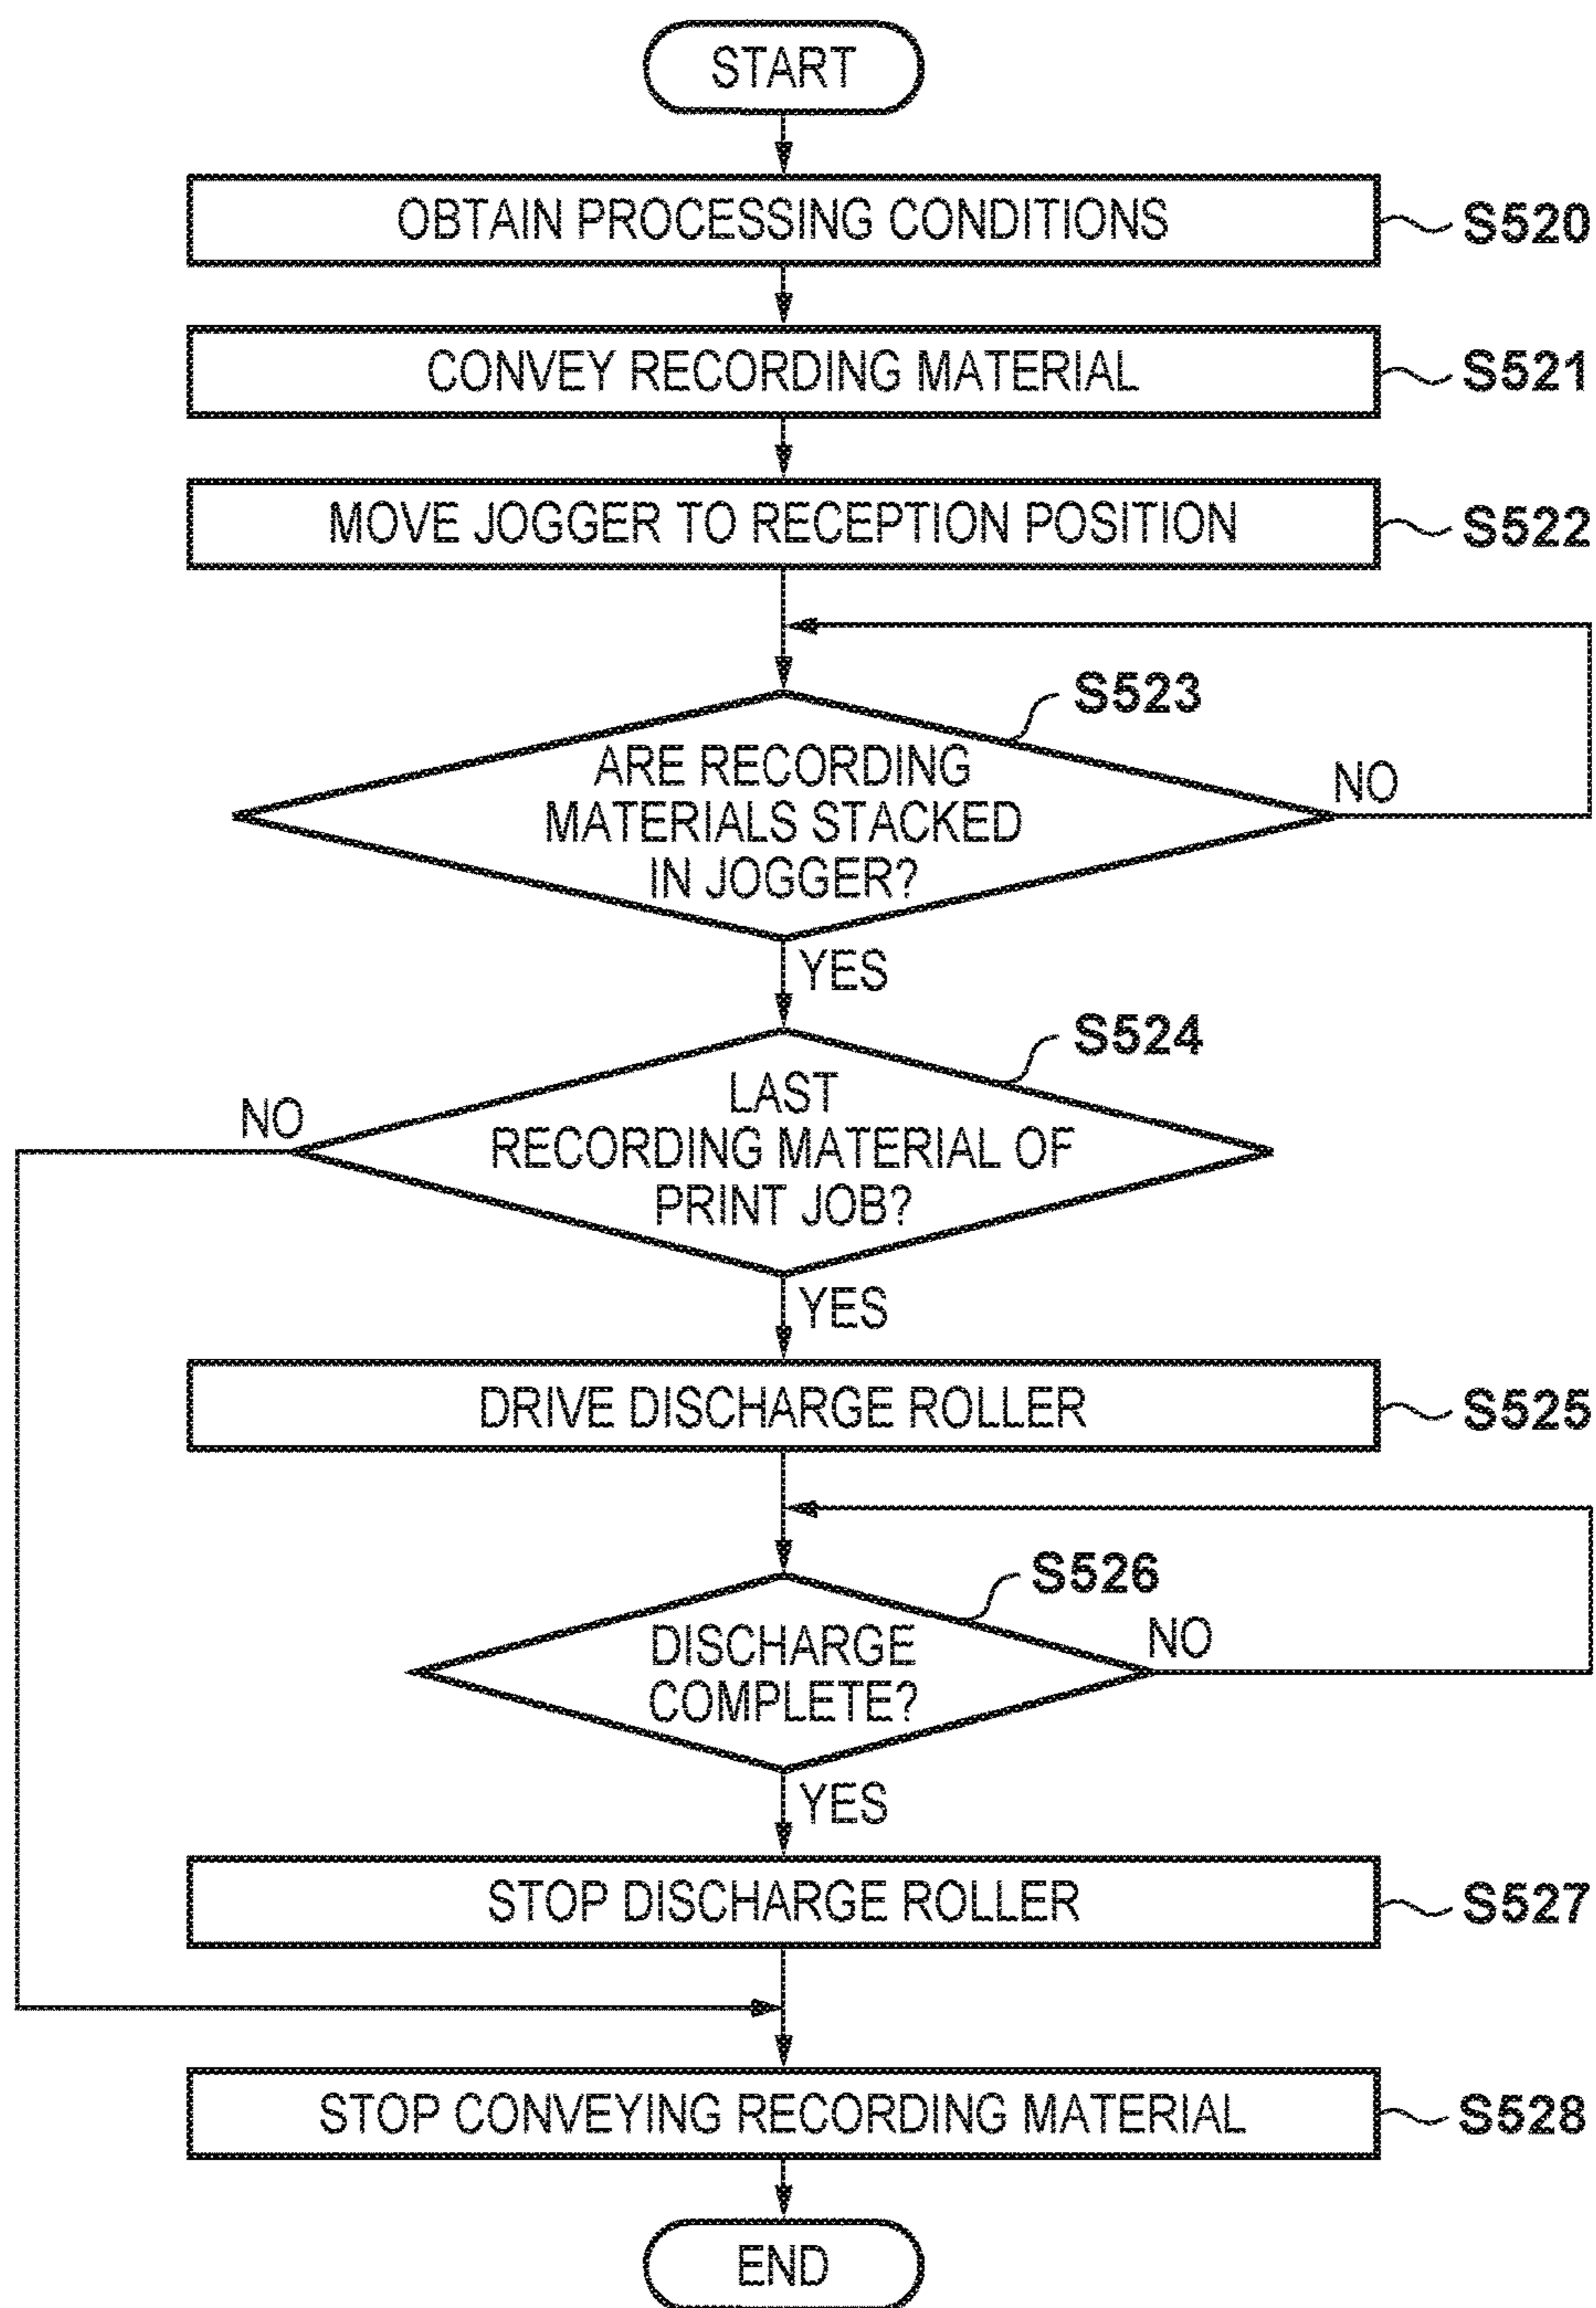 START
OBTAIN PROCESSING CONDITIONS
S520
CONVEY RECORDING MATERIAL
S521
MOVE JOGGER TO RECEPTION POSITION
S522
S523
ARE RECORDING
MATERIALS STACKED
IN JOGGER?
NO
YES
S524
LAST
RECORDING MATERIAL OF
PRINT JOB?
NO
YES
DRIVE DISCHARGE ROLLER
S525
S526
DISCHARGE
COMPLETE?
NO
YES
STOP DISCHARGE ROLLER
S527
STOP CONVEYING RECORDING MATERIAL
S528
END